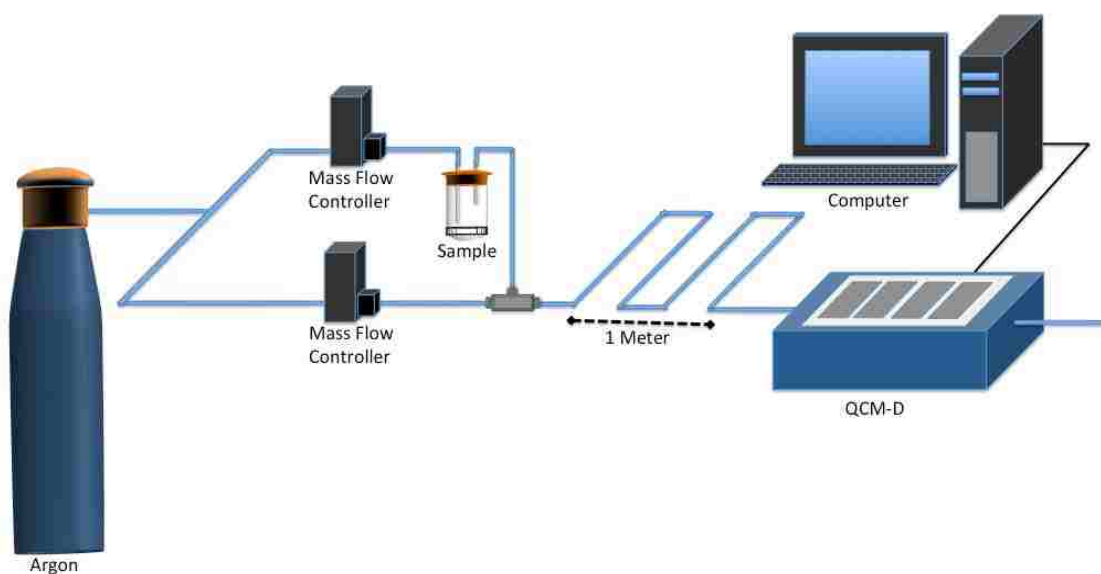 Mass Flow
Controller
Sample
Computer
Mass Flow
Controller
1 Meter
QCM-D
Argon